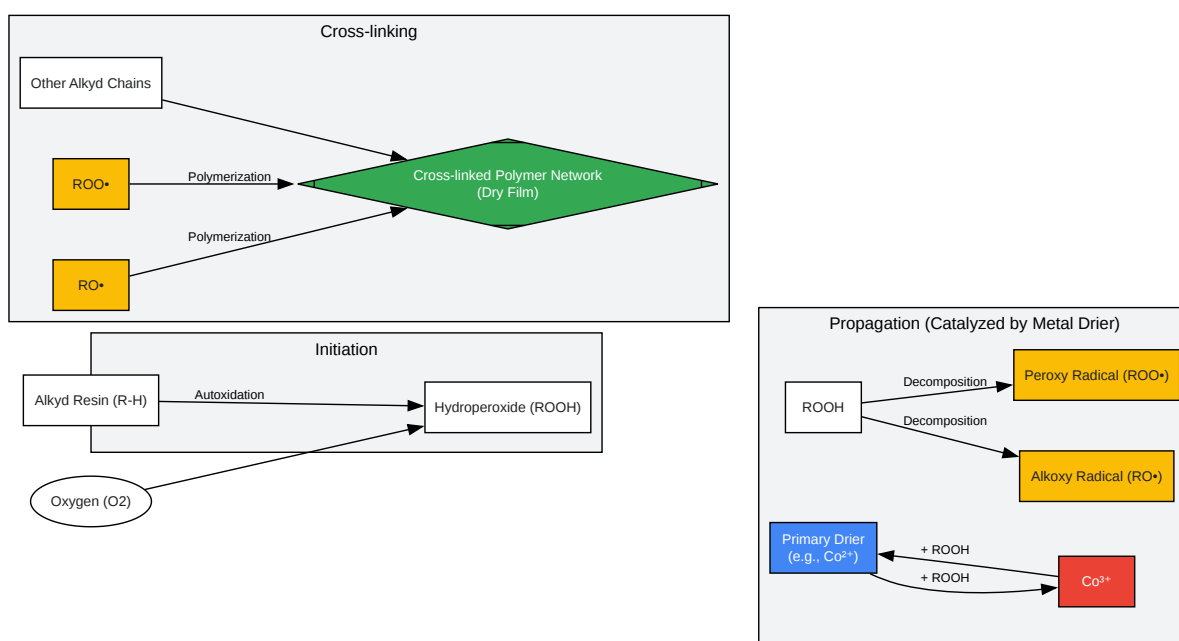 Cross-linking
Other Alkyd Chains
ROO•
Polymerization
Cross-linked Polymer Network
(Dry Film)
Polymerization
RO•
Initiation
Alkyd Resin (R-H)
Autoxidation
Hydroperoxide (ROOH)
Oxygen (O2)
Propagation (Catalyzed by Metal Drier)
Peroxy Radical (ROO•)
Decomposition
ROOH
Decomposition
Alkoxy Radical (RO•)
Primary Drier
(e.g., Co²⁺)
+ ROOH
+ ROOH
Co³⁺